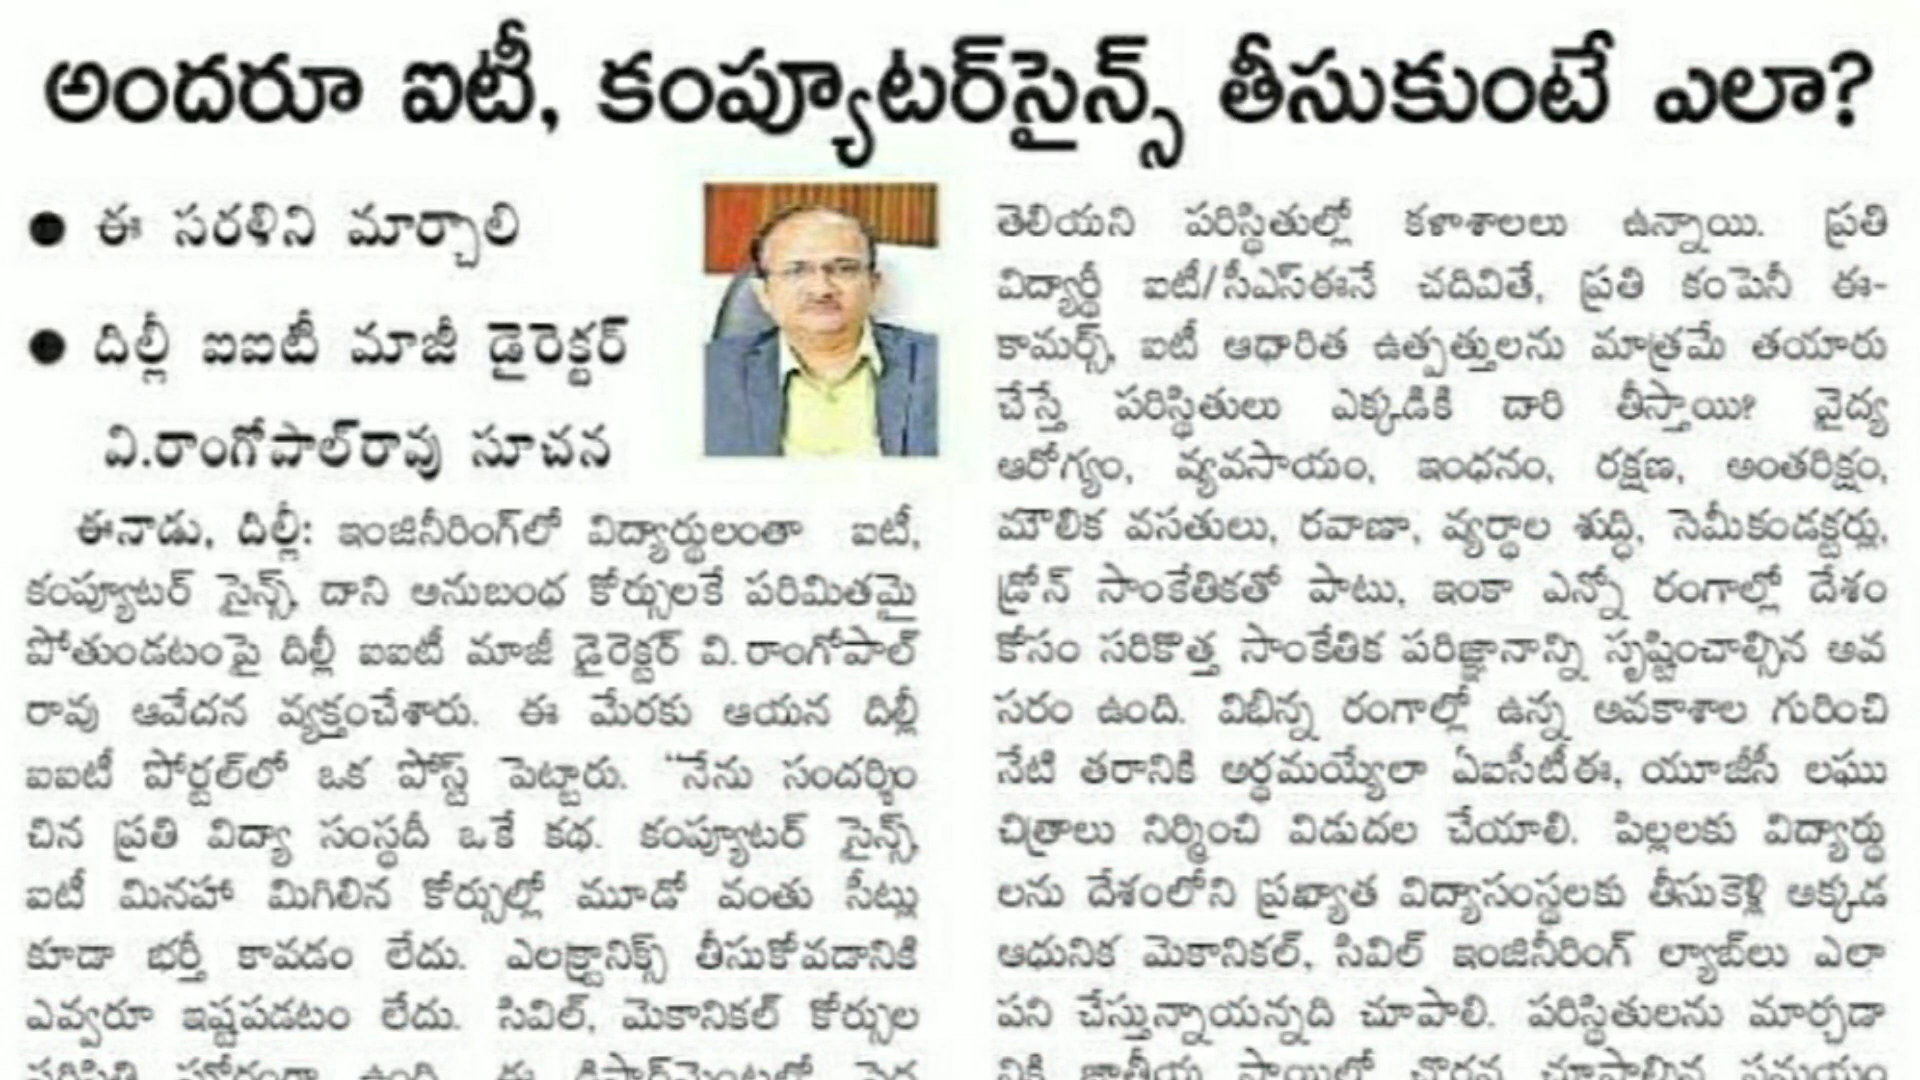 అందరూ ఐటీ, కంప్యూటర్‌సైన్స్ తీసుకుంటే ఎలా?
● ఈ సరళిని మార్చాలి
● దిల్లీ ఐఐటీ మాజీ డైరెక్టర్
వి.రాంగోపాల్‌రావు సూచన
ఈనాడు, దిల్లీ: ఇంజినీరింగ్‌లో విద్యార్థులంతా ఐటీ,
కంప్యూటర్ సైన్స్, దాని అనుబంధ కోర్సులకే పరిమితమై
పోతుండటంపై దిల్లీ ఐఐటీ మాజీ డైరెక్టర్ వి.రాంగోపాల్
రావు ఆవేదన వ్యక్తంచేశారు. ఈ మేరకు ఆయన దిల్లీ
ఐఐటీ పోర్టల్‌లో ఒక పోస్ట్ పెట్టారు. ‘‘నేను సందర్శిం
చిన ప్రతి విద్యా సంస్థదీ ఒకే కథ. కంప్యూటర్ సైన్స్,
ఐటీ మినహా మిగిలిన కోర్సుల్లో మూడో వంతు సీట్లు
కూడా భర్తీ కావడం లేదు. ఎలక్ట్రానిక్స్ తీసుకోవడానికి
ఎవ్వరూ ఇష్టపడటం లేదు. సివిల్, మెకానికల్ కోర్సుల
పరిస్థితి ఘోరంగా ఉంది. ఈ డిపార్ట్‌మెంట్లలో
తెలియని పరిస్థితుల్లో కళాశాలలు ఉన్నాయి. ప్రతి
విద్యార్థీ ఐటీ/సీఎస్‌ఈనే చదివితే, ప్రతి కంపెనీ ఈ-
కామర్స్, ఐటీ ఆధారిత ఉత్పత్తులను మాత్రమే తయారు
చేస్తే పరిస్థితులు ఎక్కడికి దారి తీస్తాయి? వైద్య
ఆరోగ్యం, వ్యవసాయం, ఇంధనం, రక్షణ, అంతరిక్షం,
మౌలిక వసతులు, రవాణా, వ్యర్థాల శుద్ధి, సెమీకండక్టర్లు,
డ్రోన్ సాంకేతికతో పాటు, ఇంకా ఎన్నో రంగాల్లో దేశం
కోసం సరికొత్త సాంకేతిక పరిజ్ఞానాన్ని సృష్టించాల్సిన అవ
సరం ఉంది. విభిన్న రంగాల్లో ఉన్న అవకాశాల గురించి
నేటి తరానికి అర్థమయ్యేలా ఏఐసీటీఈ, యూజీసీ లఘు
చిత్రాలు నిర్మించి విడుదల చేయాలి. పిల్లలకు విద్యార్థు
లను దేశంలోని ప్రఖ్యాత విద్యాసంస్థలకు తీసుకెళ్లి అక్కడ
ఆధునిక మెకానికల్, సివిల్ ఇంజినీరింగ్ ల్యాబ్‌లు ఎలా
పని చేస్తున్నాయన్నది చూపాలి. పరిస్థితులను మార్చడా
నికి జాతీయ స్థాయిలో చొరవ చూపాల్సిన సమయం